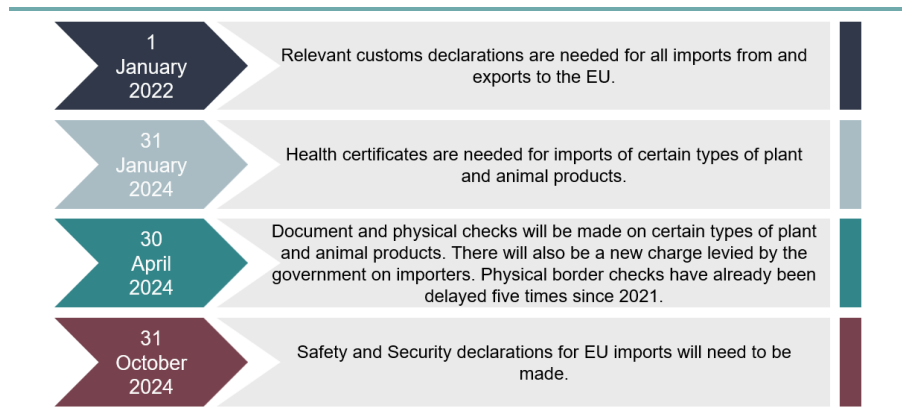 1
January
2022
Relevant customs declarations are needed for all imports from and
exports to the EU.
31
January
2024
Health certificates are needed for imports of certain types of plant
and animal products.
30
April
2024
Document and physical checks will be made on certain types of plant
and animal products. There will also be a new charge levied by the
government on importers. Physical border checks have already been
delayed five times since 2021.
31
October
2024
Safety and Security declarations for EU imports will need to be
made.